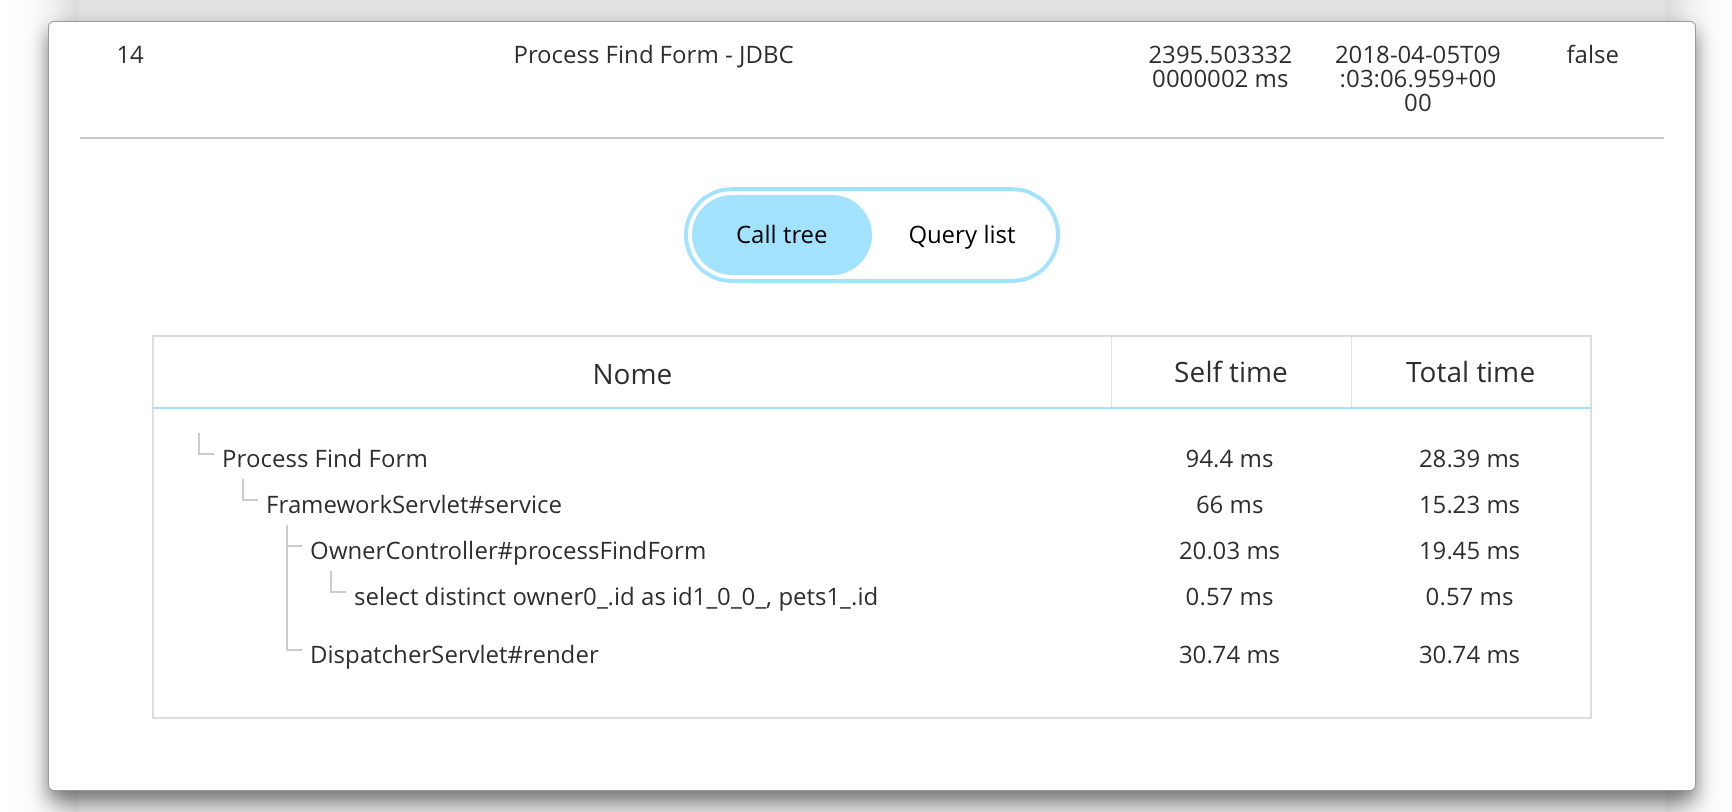 14 Process Find Form - JDBC 2395.503332 2018-04-05T09 false
0000002 ms :03:06.959+00
00
Call tree Query list
Nome Self time Total time
Process Find Form 94.4 ms 28.39 ms
FrameworkServlet#service 66 ms 15.23 ms
OwnerController#processFindForm 20.03 ms 19.45 ms
select distinct owner0_.id as id1_0_0_, pets1_.id 0.57 ms 0.57 ms
DispatcherServlet#render 30.74 ms 30.74 ms